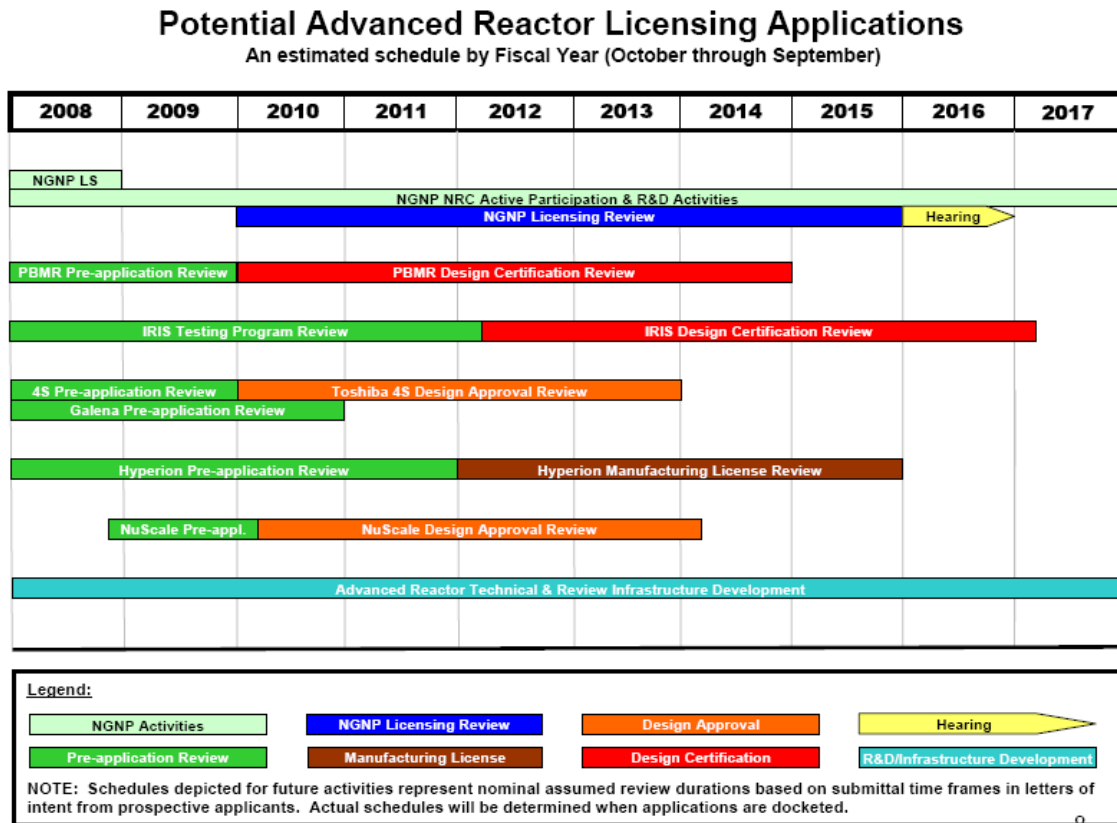 Potential Advanced Reactor Licensing Applications
An estimated schedule by Fiscal Year (October through September)
2008 2009 2010 2011 2012 2013 2014 2015 2016 2017
NGNP LS
NGNP NRC Active Participation & R&D Activities
NGNP Licensing Review Hearing
PBMR Pre-application Review PBMR Design Certification Review
IRIS Testing Program Review IRIS Design Certification Review
4S Pre-application Review Toshiba 4S Design Approval Review
Galena Pre-application Review
Hyperion Pre-application Review Hyperion Manufacturing License Review
NuScale Pre-appl. NuScale Design Approval Review
Advanced Reactor Technical & Review Infrastructure Development
Legend:
NGNP Activities NGNP Licensing Review Design Approval Hearing
Pre-application Review Manufacturing License Design Certification R&D/Infrastructure Development
NOTE: Schedules depicted for future activities represent nominal assumed review durations based on submittal time frames in letters of
intent from prospective applicants. Actual schedules will be determined when applications are docketed.